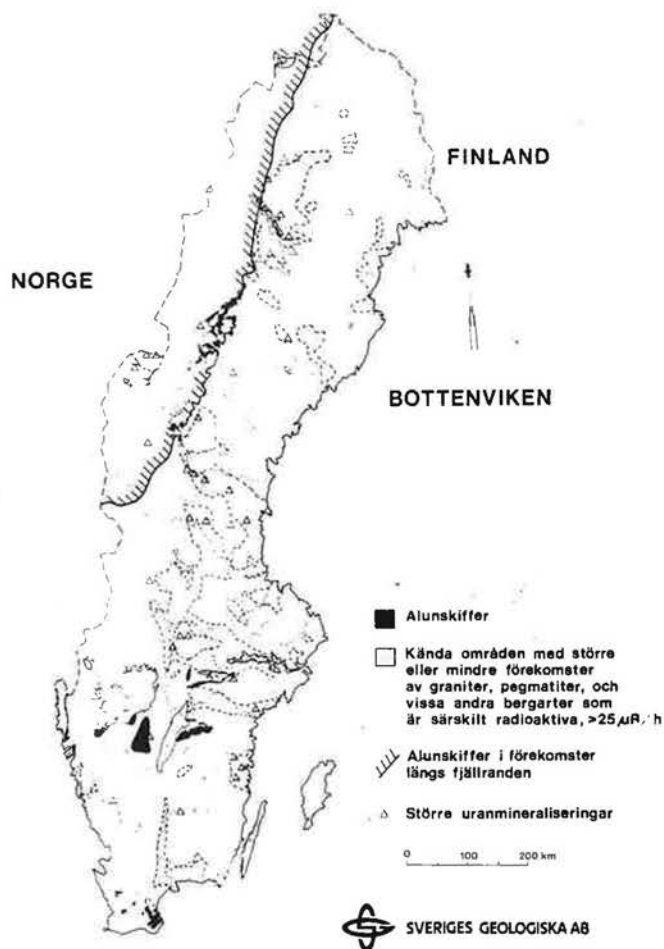 FINLAND
NORGE
BOTTENVIKEN
Alunskiffer
Kända områden med större
eller mindre förekomster
av graniter, pegmatiter, och
vissa andra bergarter som
är särskilt radioaktiva, >25 µR/h
Alunskiffer i förekomster
längs fjällranden
Större uranmineraliseringar
0 100 200 km
SVERIGES GEOLOGISKA AB